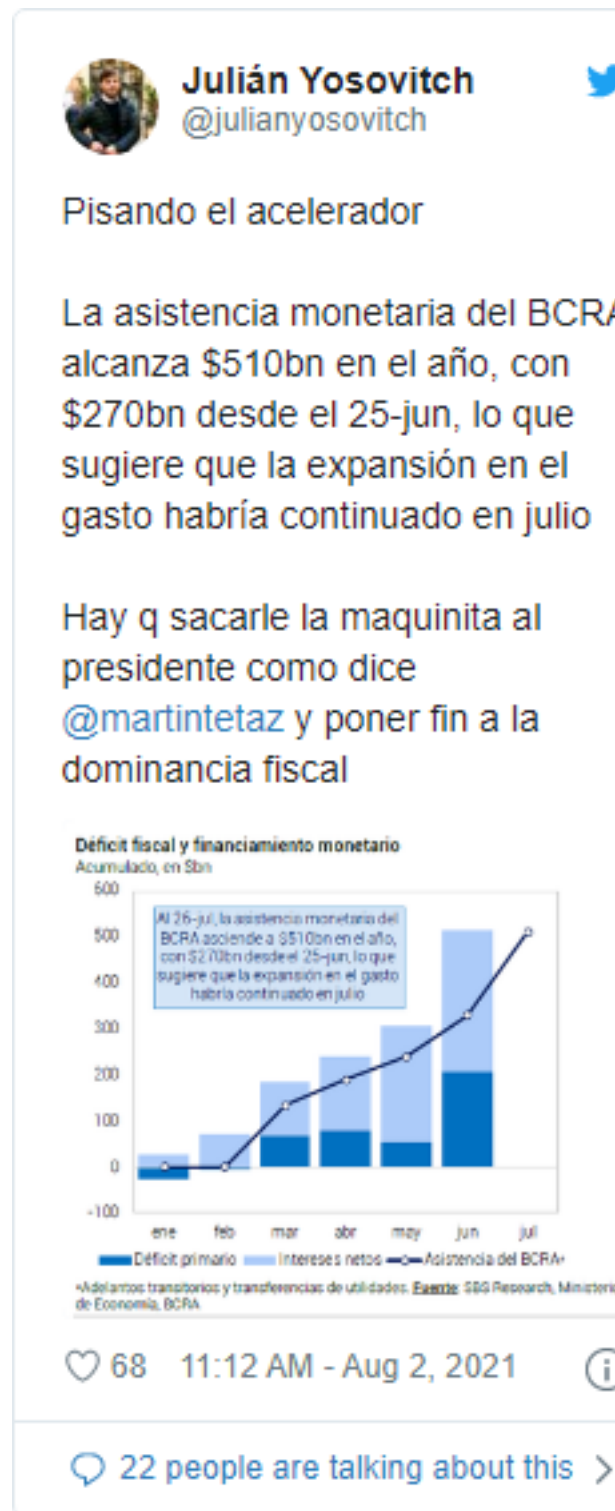 Julián Yosovitch
@julianyosovitch
Pisando el acelerador
La asistencia monetaria del BCRA
alcanza $510bn en el año, con
$270bn desde el 25-jun, lo que
sugiere que la expansión en el
gasto habría continuado en julio
Hay q sacarle la maquinita al
presidente como dice
@martintetaz y poner fin a la
dominancia fiscal
Déficit fiscal y financiamiento monetario
Acumulado, en $bn
600
Al 26-jul, la asistencia monetaria del
BCRA asciende a $510bn en el año,
con $270bn desde el 25-jun, lo que
sugiere que la expansión en el gasto
habría continuado en julio
500
400
300
200
100
0
-100
ene feb mar abr may jun jul
Déficit primario Intereses netos Asistencia del BCRA*
*Adelantos transitorios y transferencias de utilidades. Fuente: SBG Research, Ministerio
de Economía, BCRA
68 11:12 AM - Aug 2, 2021
22 people are talking about this